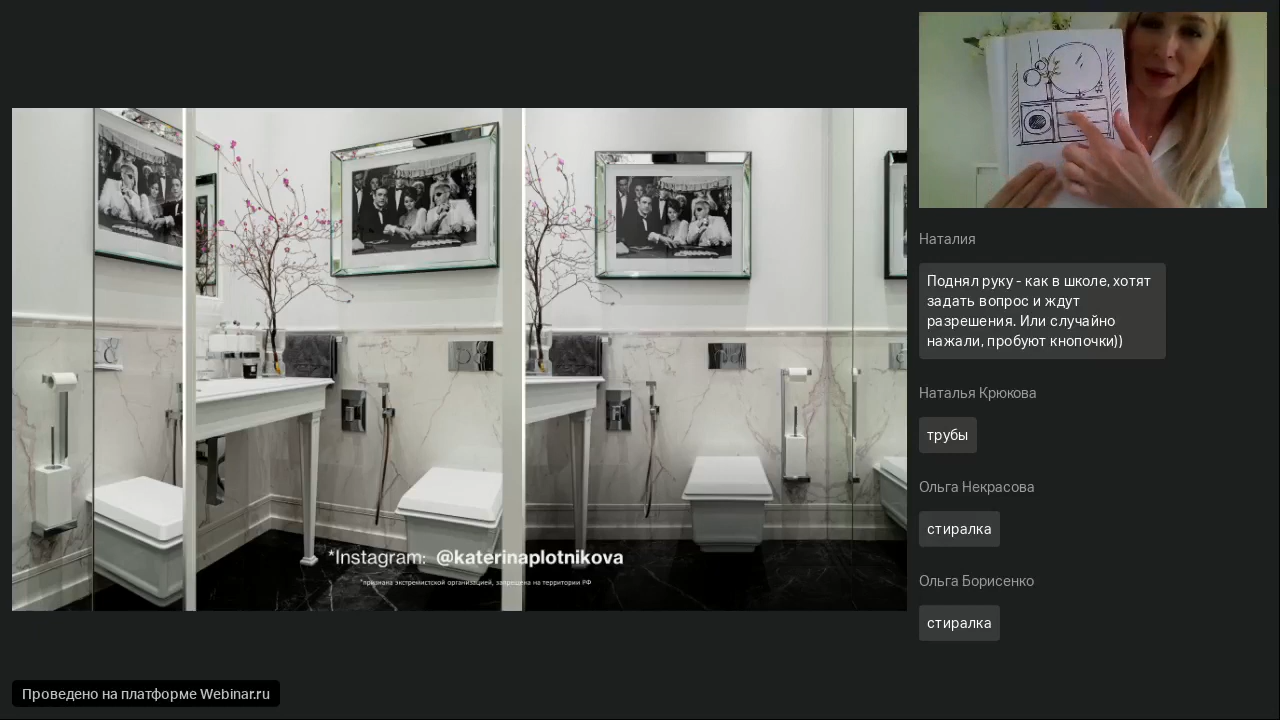 *Instagram: @katerinaplotnikova
*признана экстремистской организацией, запрещена на территории РФ
Наталия
Поднял руку - как в школе, хотят
задать вопрос и ждут
разрешения. Или случайно
нажали, пробуют кнопочки))
Наталья Крюкова
трубы
Ольга Некрасова
стиралка
Ольга Борисенко
стиралка
Проведено на платформе Webinar.ru